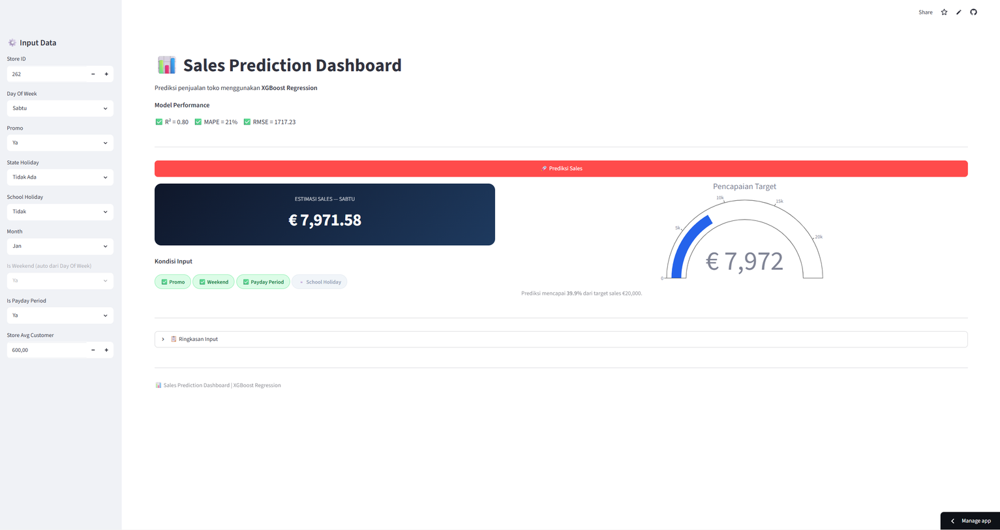 Share
Input Data
Store ID
262
Day Of Week
Sabtu
Promo
Ya
State Holiday
Tidak Ada
School Holiday
Tidak
Month
Jan
Is Weekend (auto dari Day Of Week)
Ya
Is Payday Period
Ya
Store Avg Customer
600,00
Sales Prediction Dashboard
Prediksi penjualan toko menggunakan XGBoost Regression
Model Performance
✅ R² = 0.80 ✅ MAPE = 21% ✅ RMSE = 1717.23
🚀 Prediksi Sales
ESTIMASI SALES — SABTU
€ 7,971.58
Kondisi Input
✅ Promo ✅ Weekend ✅ Payday Period School Holiday
Pencapaian Target
0
5k
10k
15k
20k
€ 7,972
Prediksi mencapai 39.9% dari target sales €20,000.
Ringkasan Input
Sales Prediction Dashboard | XGBoost Regression
Manage app